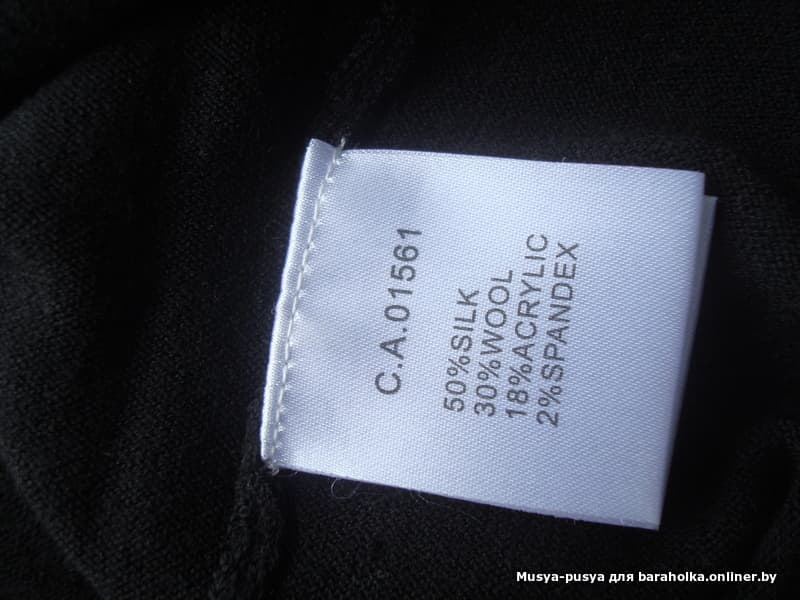 C.A.01561
50%SILK
30%WOOL
18%ACRYLIC
2%SPANDEX
Musya-pusya для baraholka.onliner.by